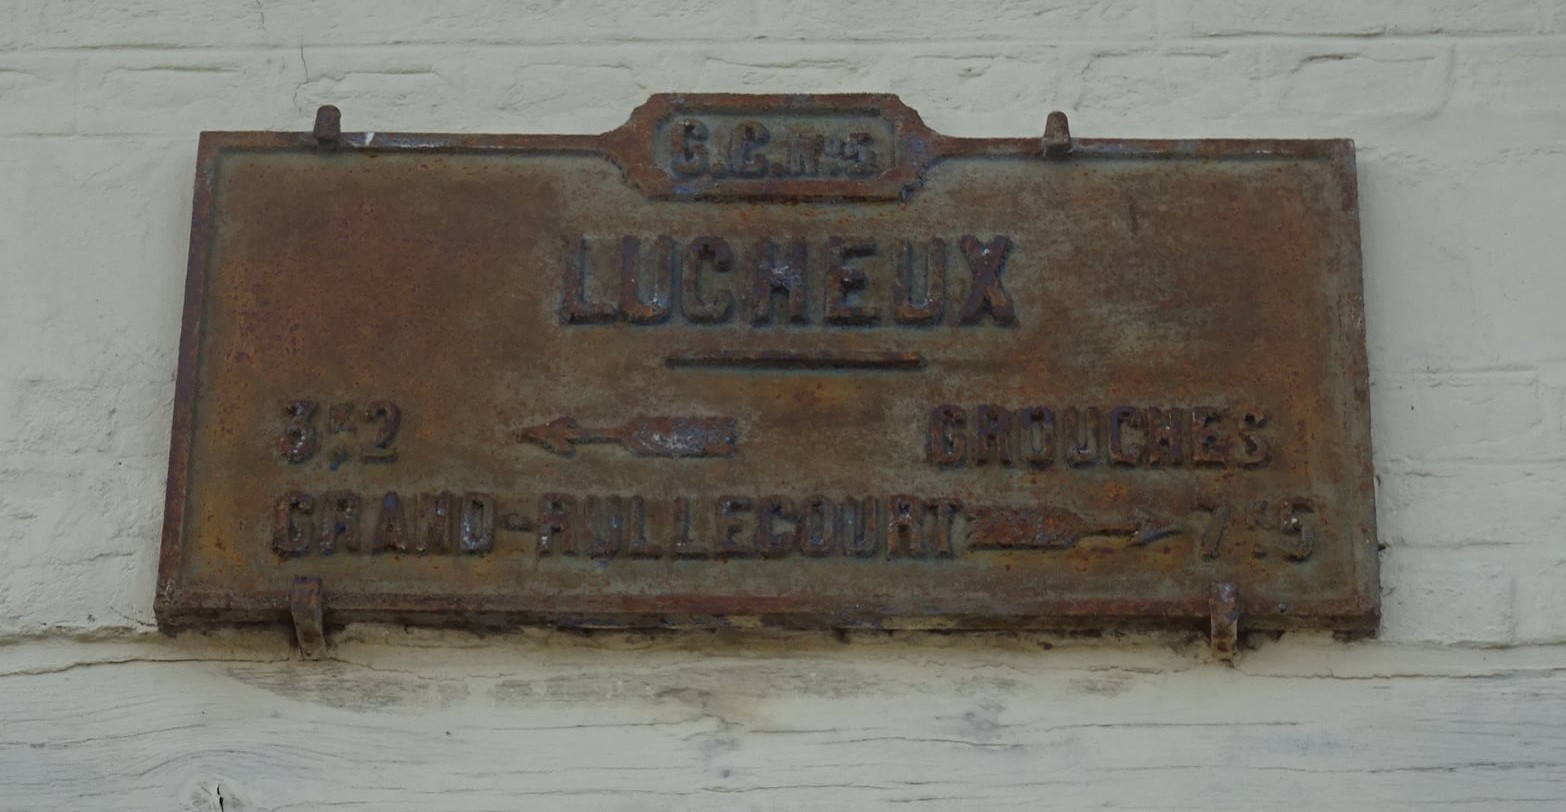 G.C. N° 5
LUCHEUX
3K2 GROUCHES
GRAND-RULLECOURT 7K5